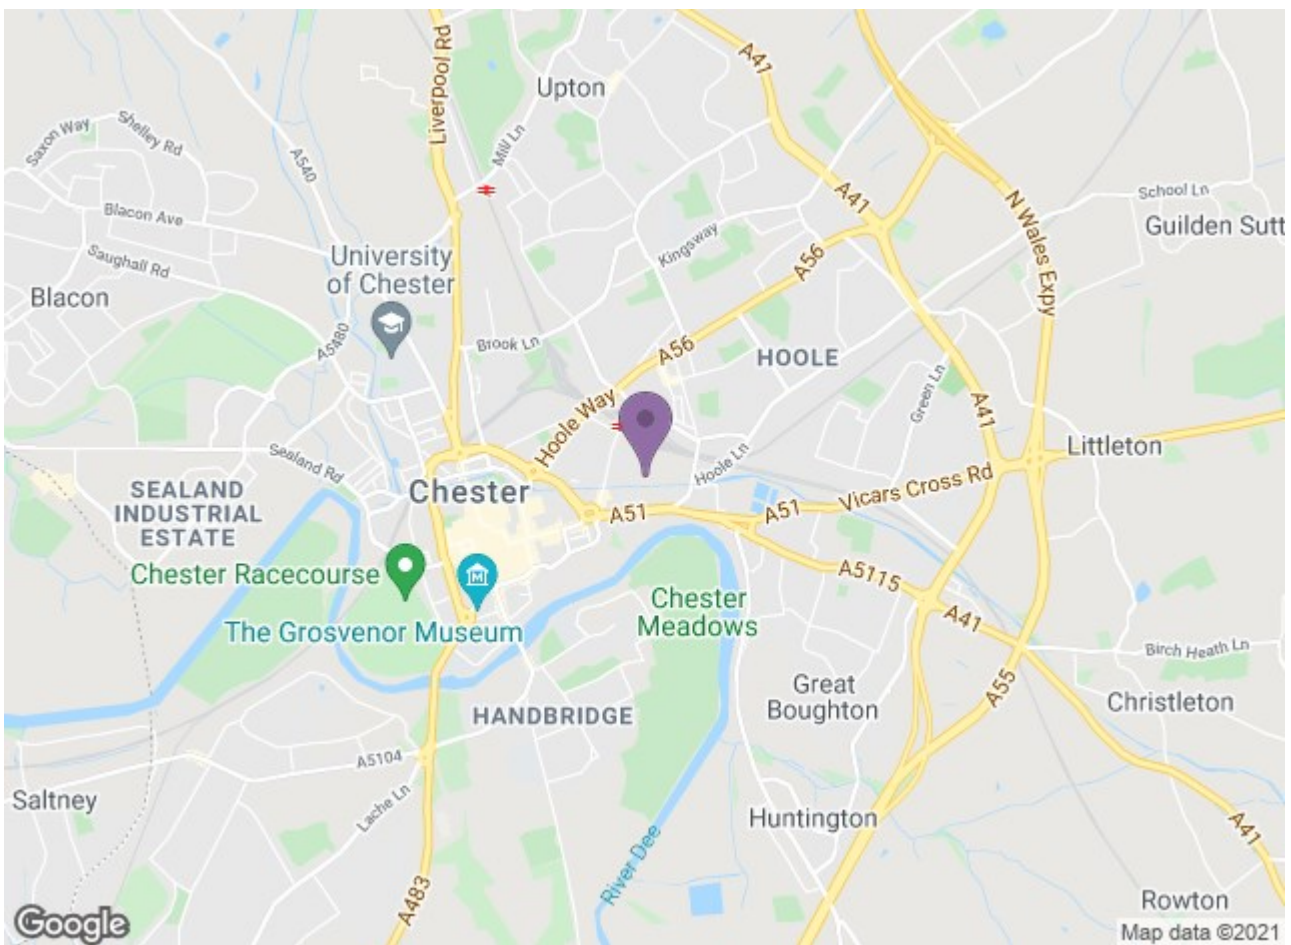 Liverpool Rd
A41
Upton
Saxon Way
Shelley Rd
Mill Ln
A540
A41
School Ln
N Wales Expy
Blacon Ave
Guilden Sutt
Kingsway
Saughall Rd
University
of Chester
A56
Blacon
A5480
Brook Ln
A56
HOOLE
Green Ln
Hoole Way
A41
Littleton
Sealand Rd
Hoole Ln
Vicars Cross Rd
SEALAND
INDUSTRIAL
ESTATE
Chester
A51
A51
Chester Racecourse
A5115
Chester
Meadows
A41
The Grosvenor Museum
Birch Heath Ln
Great
Boughton
A55
Christleton
HANDBRIDGE
A5104
Saltney
Lache Ln
Huntington
A41
River Dee
A483
Rowton
Google
Map data ©2021